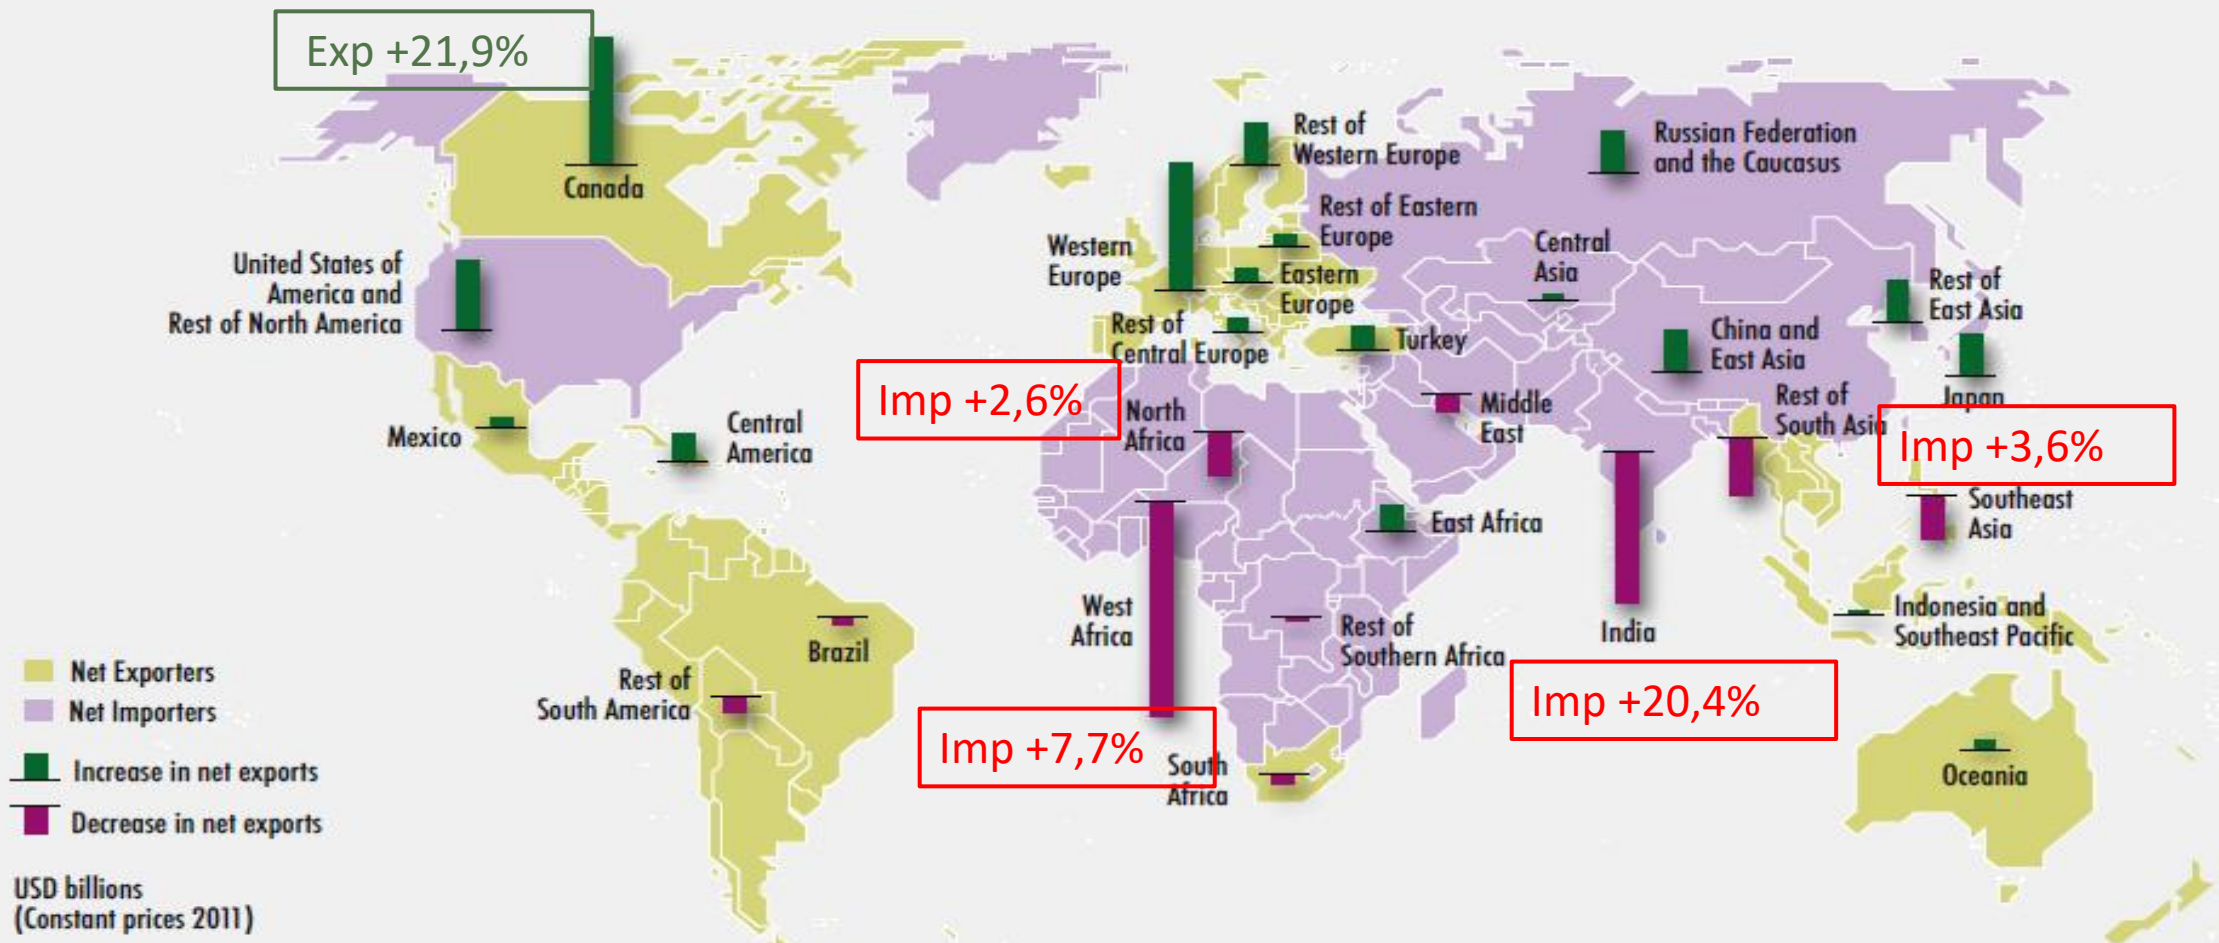 Exp +21,9%
Canada
United States of
America and
Rest of North America
Mexico
Central
America
Rest of
South America
Brazil
Rest of
Western Europe
Western
Europe
Rest of Eastern
Europe
Eastern
Europe
Rest of
Central Europe
Turkey
Russian Federation
and the Caucasus
Central
Asia
China and
East Asia
Rest of
East Asia
Japan
Rest of
South Asia
Imp +2,6%
North
Africa
Middle
East
Imp +3,6%
Southeast
Asia
East Africa
West
Africa
Rest of
Southern Africa
India
Indonesia and
Southeast Pacific
Imp +7,7%
Imp +20,4%
South
Africa
Oceania
Net Exporters
Net Importers
Increase in net exports
Decrease in net exports
USD billions
(Constant prices 2011)